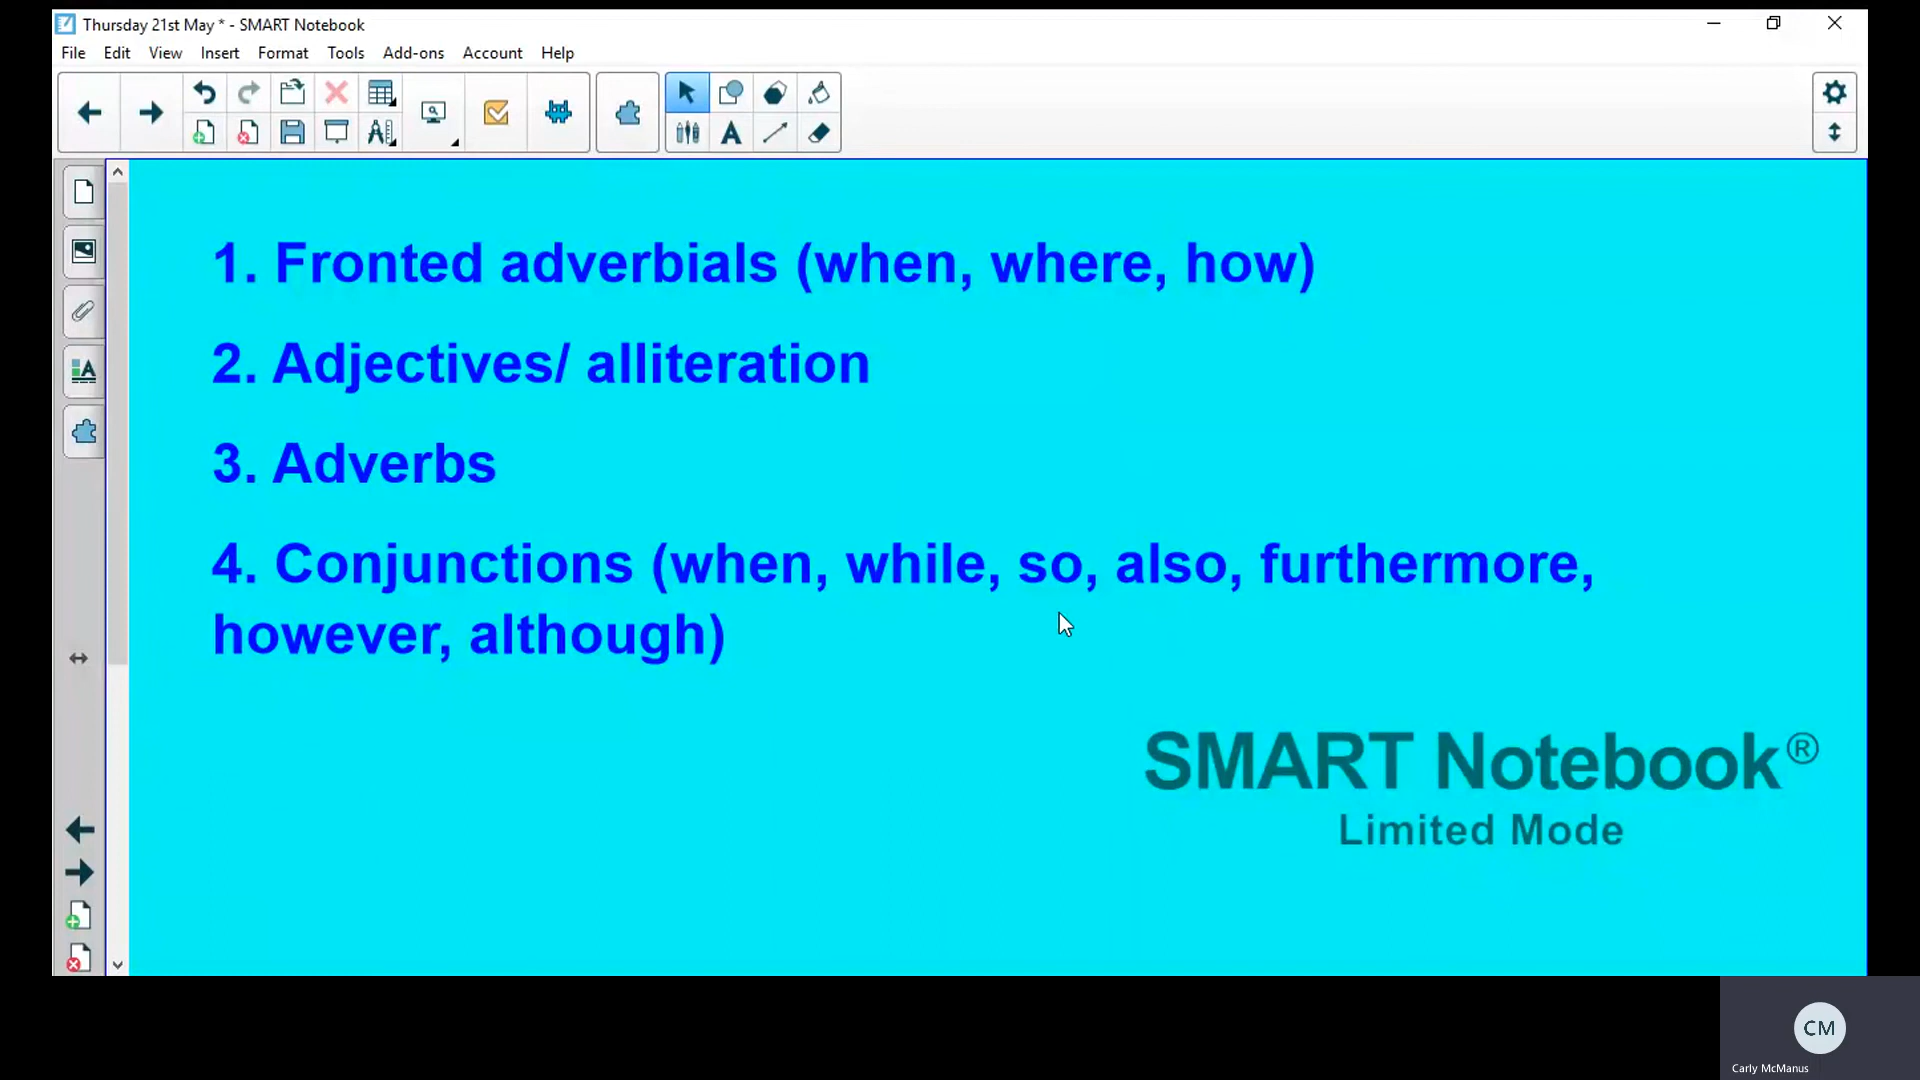 Thursday 21st May * - SMART Notebook
File Edit View Insert Format Tools Add-ons Account Help
1. Fronted adverbials (when, where, how)
2. Adjectives/ alliteration
3. Adverbs
4. Conjunctions (when, while, so, also, furthermore,
however, although)
SMART Notebook®
Limited Mode
CM
Carly McManus